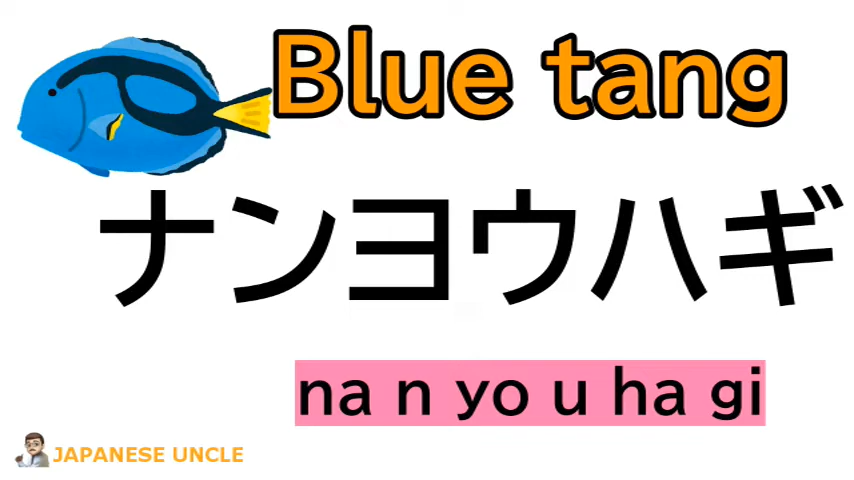 Blue tang
ナンヨウハギ
na n yo u ha gi
JAPANESE UNCLE